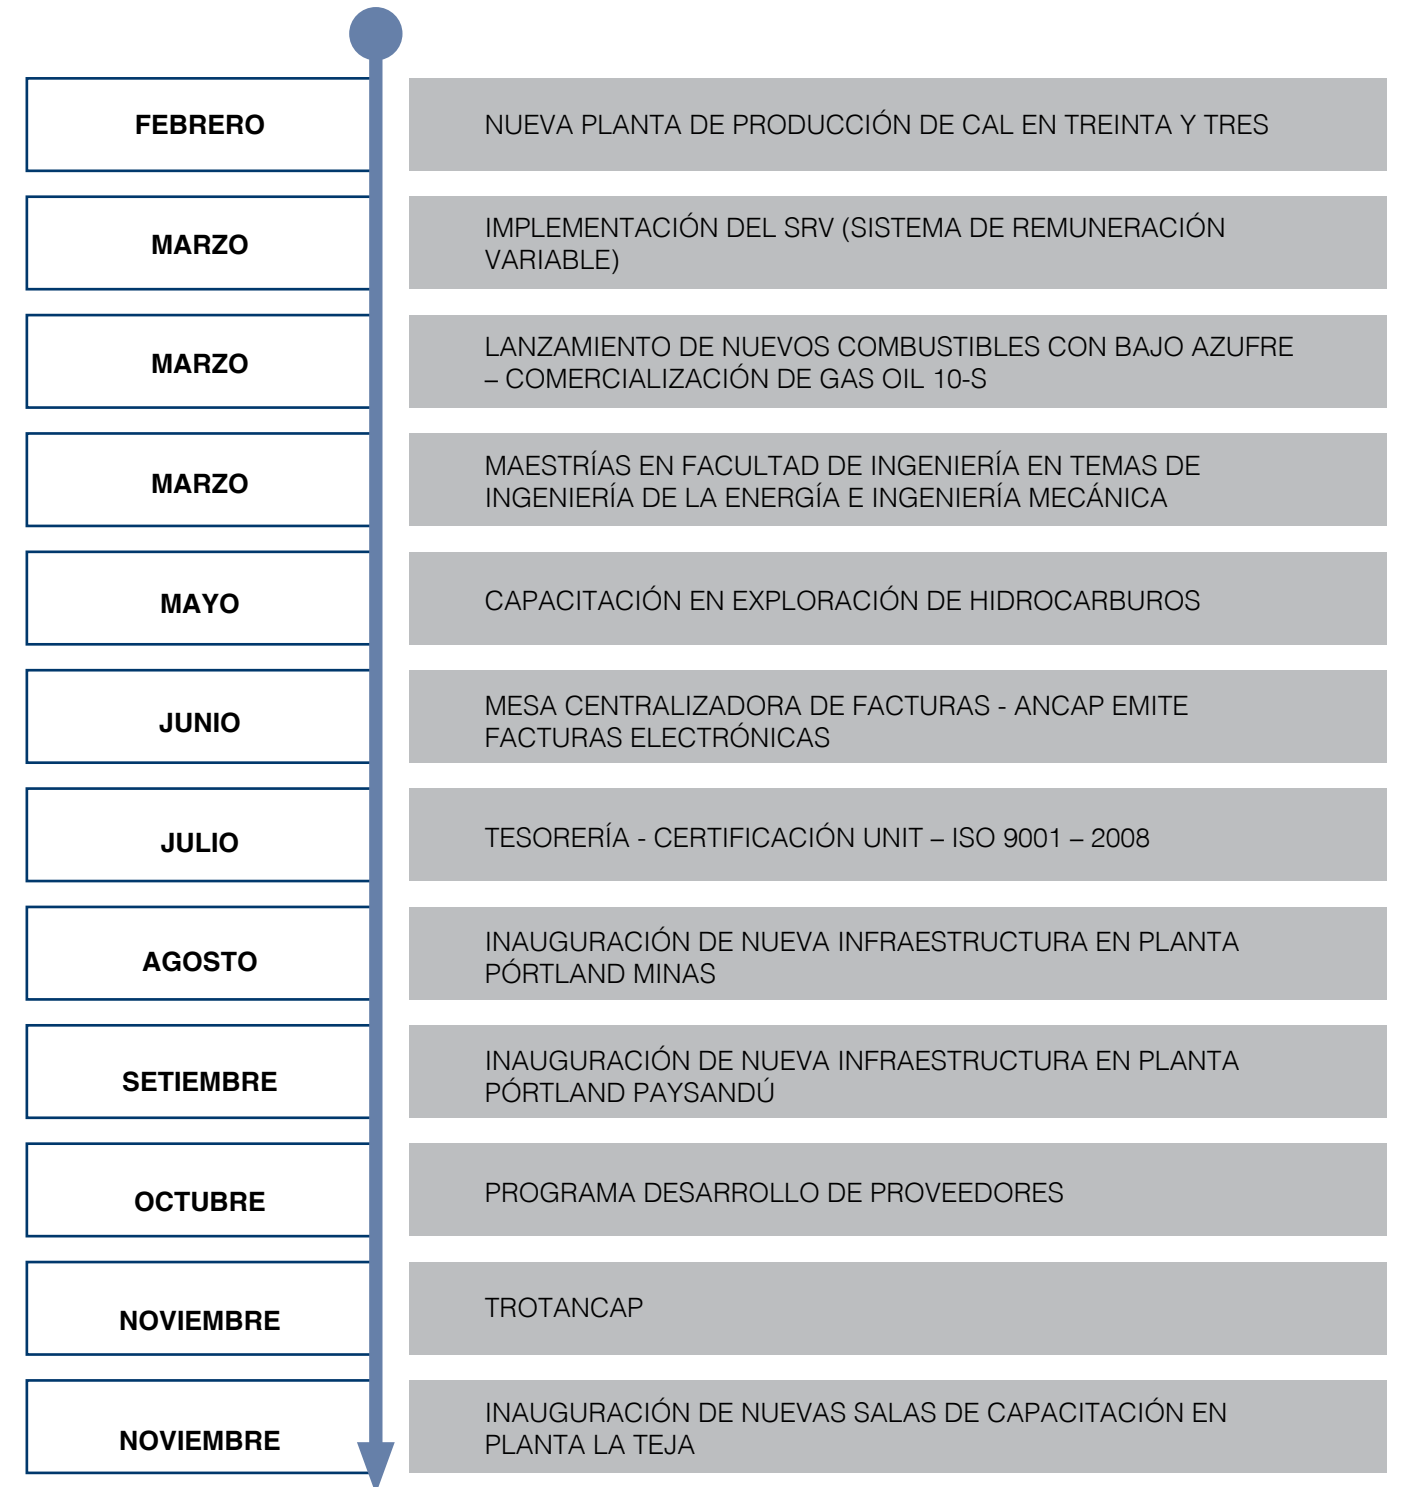 FEBRERO
NUEVA PLANTA DE PRODUCCIÓN DE CAL EN TREINTA Y TRES
MARZO
IMPLEMENTACIÓN DEL SRV (SISTEMA DE REMUNERACIÓN
VARIABLE)
MARZO
LANZAMIENTO DE NUEVOS COMBUSTIBLES CON BAJO AZUFRE
– COMERCIALIZACIÓN DE GAS OIL 10-S
MARZO
MAESTRÍAS EN FACULTAD DE INGENIERÍA EN TEMAS DE
INGENIERÍA DE LA ENERGÍA E INGENIERÍA MECÁNICA
MAYO
CAPACITACIÓN EN EXPLORACIÓN DE HIDROCARBUROS
JUNIO
MESA CENTRALIZADORA DE FACTURAS - ANCAP EMITE
FACTURAS ELECTRÓNICAS
JULIO
TESORERÍA - CERTIFICACIÓN UNIT – ISO 9001 – 2008
AGOSTO
INAUGURACIÓN DE NUEVA INFRAESTRUCTURA EN PLANTA
PÓRTLAND MINAS
SETIEMBRE
INAUGURACIÓN DE NUEVA INFRAESTRUCTURA EN PLANTA
PÓRTLAND PAYSANDÚ
OCTUBRE
PROGRAMA DESARROLLO DE PROVEEDORES
NOVIEMBRE
TROTANCAP
NOVIEMBRE
INAUGURACIÓN DE NUEVAS SALAS DE CAPACITACIÓN EN
PLANTA LA TEJA